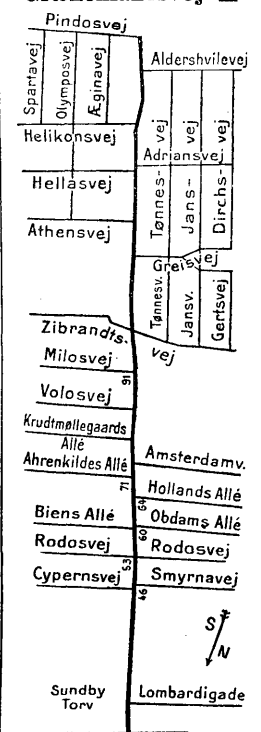 Pindosvej
Spartavej
Olymposvej
Æginavej
Aldershvilevej
Helikonsvej
Tønnes-vej
Jans-vej
Dirchs-vej
Adriansvej
Hellasvej
Athensvej
Greisvej
Tønnesv.
Jansv.
Gertsvej
Zibrandts-
vej
Milosvej
91
Volosvej
Krudtmøllegaards
Allé
Ahrenkildes Allé
Amsterdamv.
71
Hollands Allé
64
Biens Allé
Obdams Allé
60
Rodosvej
Rodosvej
53
Cypernsvej
Smyrnavej
46
S
N
Sundby
Torv
Lombardigade